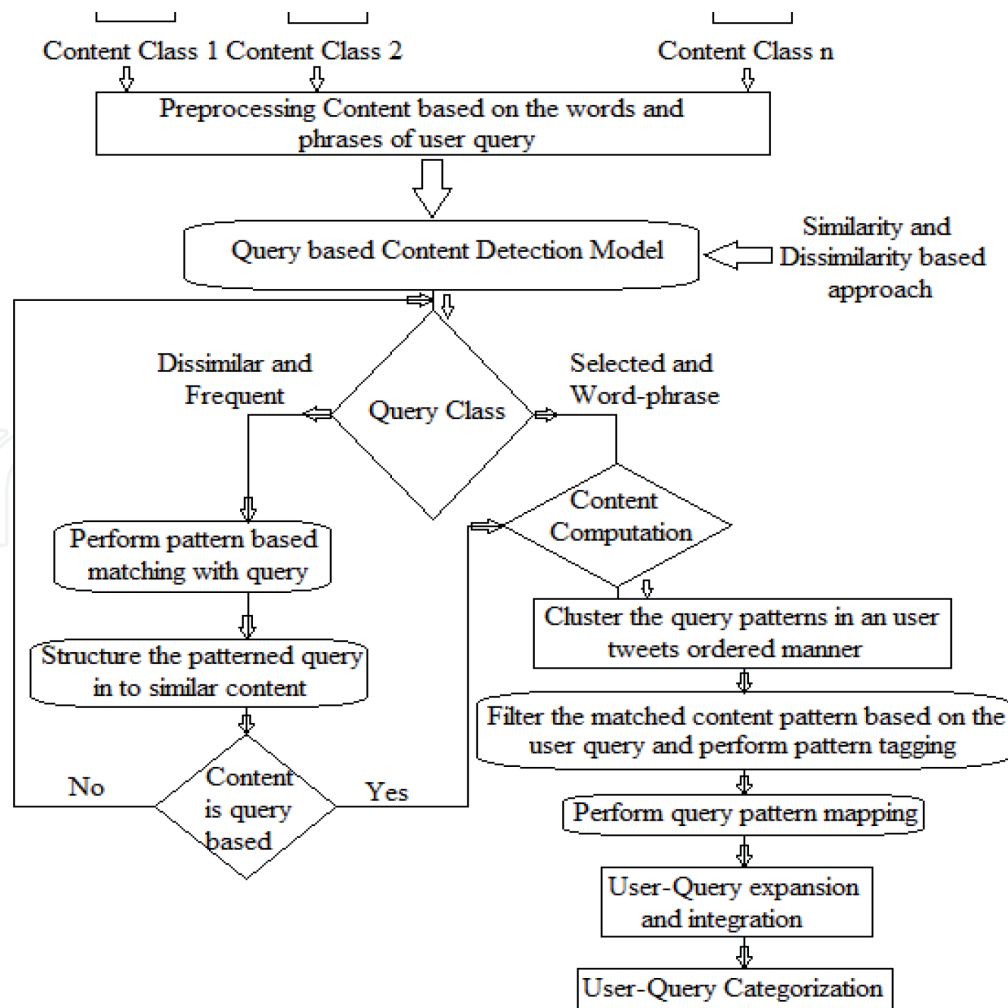 Content Class 1 Content Class 2 Content Class n
Preprocessing Content based on the words and
phrases of user query
Query based Content Detection Model
Similarity and
Dissimilarity based
approach
Dissimilar and
Frequent
Query Class
Selected and
Word-phrase
Content
Computation
Perform pattern based
matching with query
Structure the patterned query
in to similar content
No
Content
is query
based
Yes
Cluster the query patterns in an user
tweets ordered manner
Filter the matched content pattern based on the
user query and perform pattern tagging
Perform query pattern mapping
User-Query expansion
and integration
User-Query Categorization